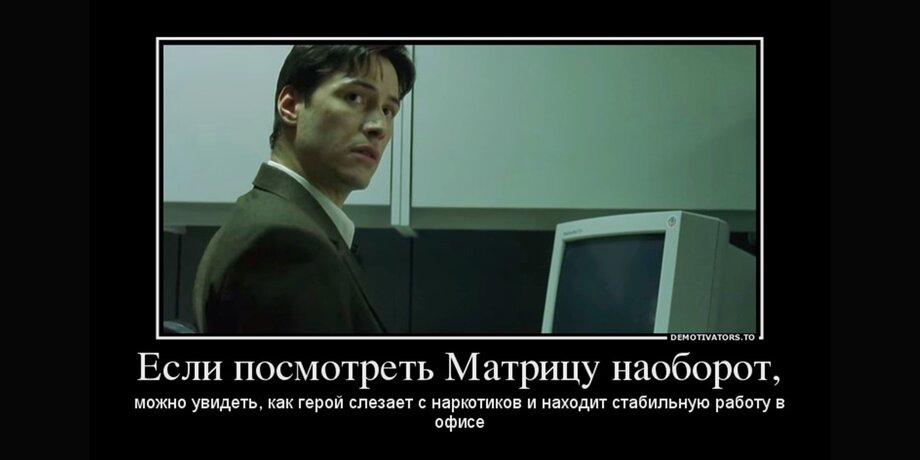 DEMOTIVATORS.TO
Если посмотреть Матрицу наоборот,
можно увидеть, как герой слезает с наркотиков и находит стабильную работу в
офисе